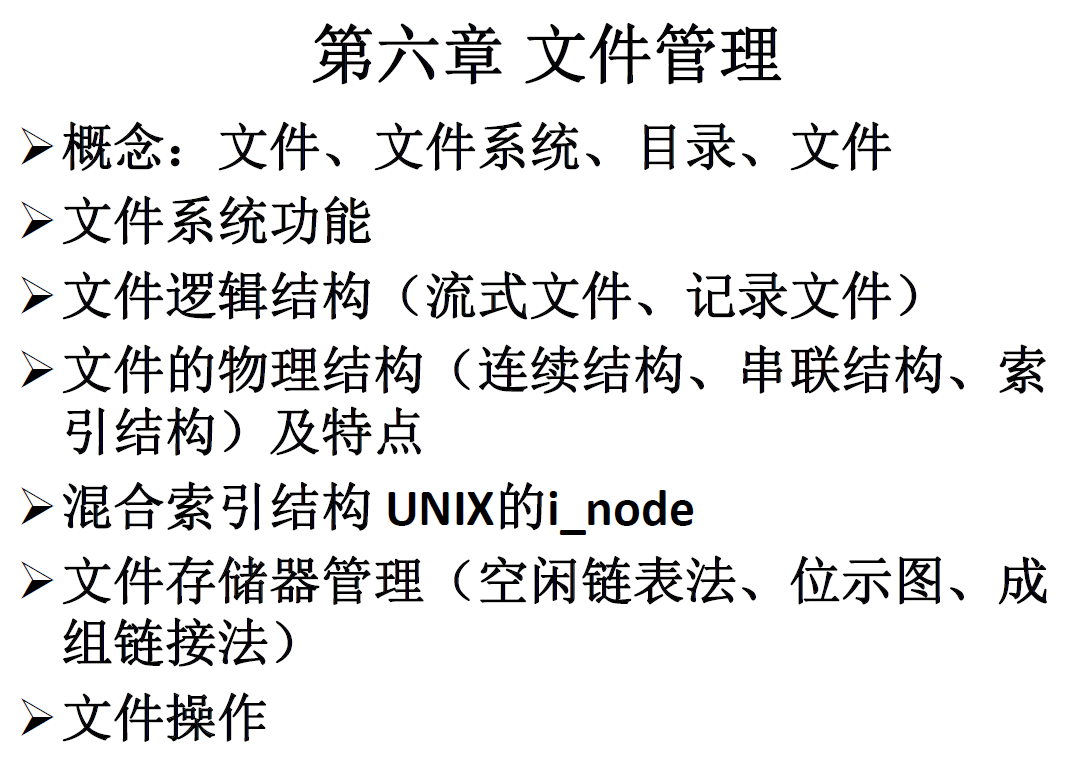 第六章 文件管理
➢概念：文件、文件系统、目录、文件
➢文件系统功能
➢文件逻辑结构（流式文件、记录文件）
➢文件的物理结构（连续结构、串联结构、索
引结构）及特点
➢混合索引结构 UNIX的i_node
➢文件存储器管理（空闲链表法、位示图、成
组链接法）
➢文件操作